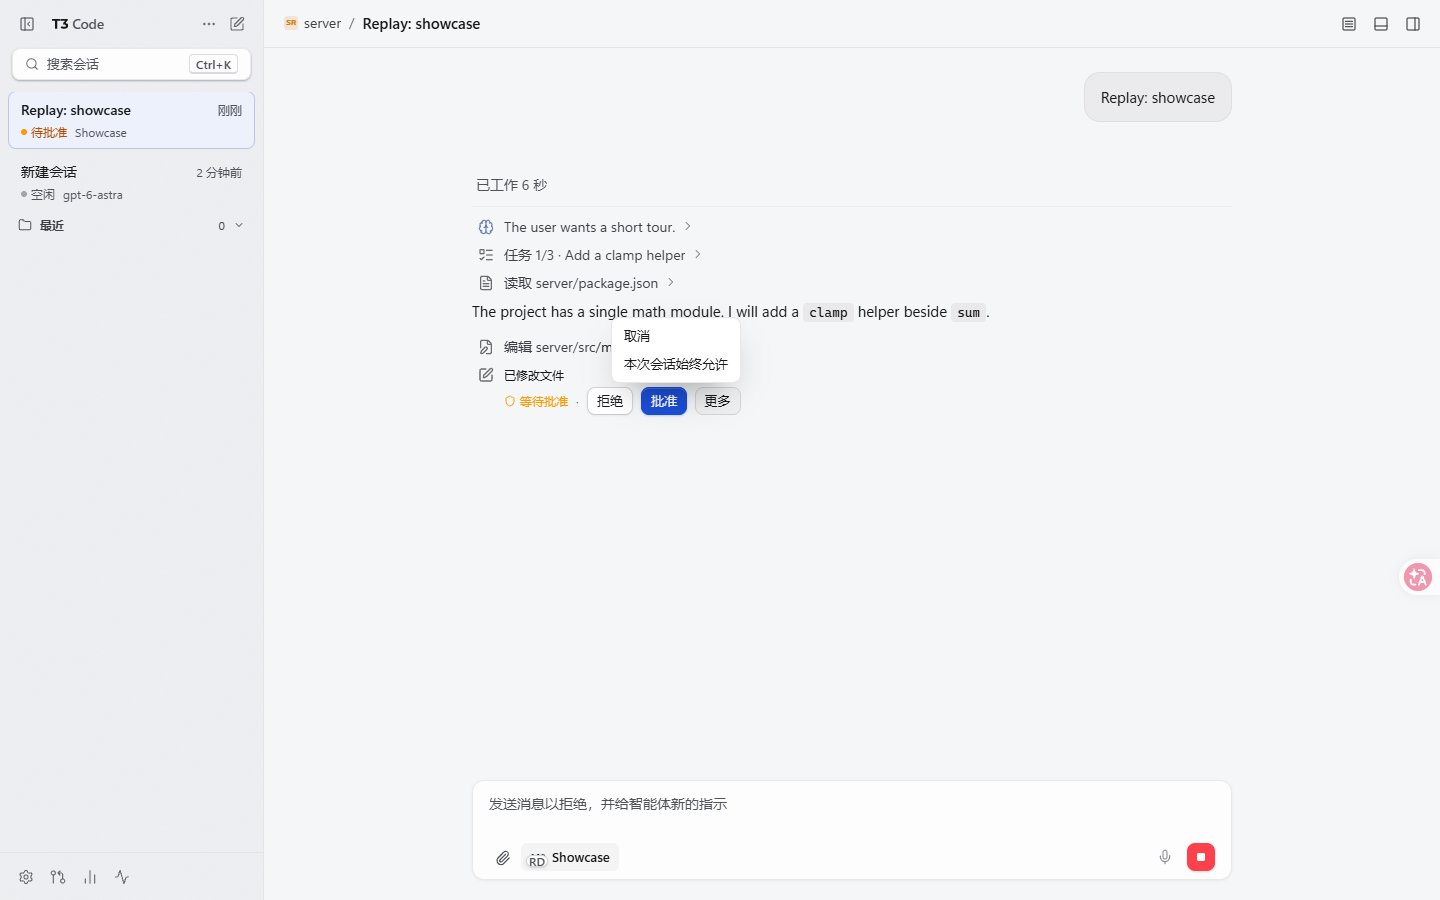 T3 Code
搜索会话 Ctrl+K
Replay: showcase 刚刚
待批准 Showcase
新建会话 2 分钟前
空闲 gpt-6-astra
最近 0
SR server / Replay: showcase
Replay: showcase
已工作 6 秒
The user wants a short tour.
任务 1/3 · Add a clamp helper
读取 server/package.json
The project has a single math module. I will add a clamp helper beside sum.
取消
编辑 server/src/m
本次会话始终允许
已修改文件
等待批准 · 拒绝 批准 更多
发送消息以拒绝，并给智能体新的指示
RD Showcase